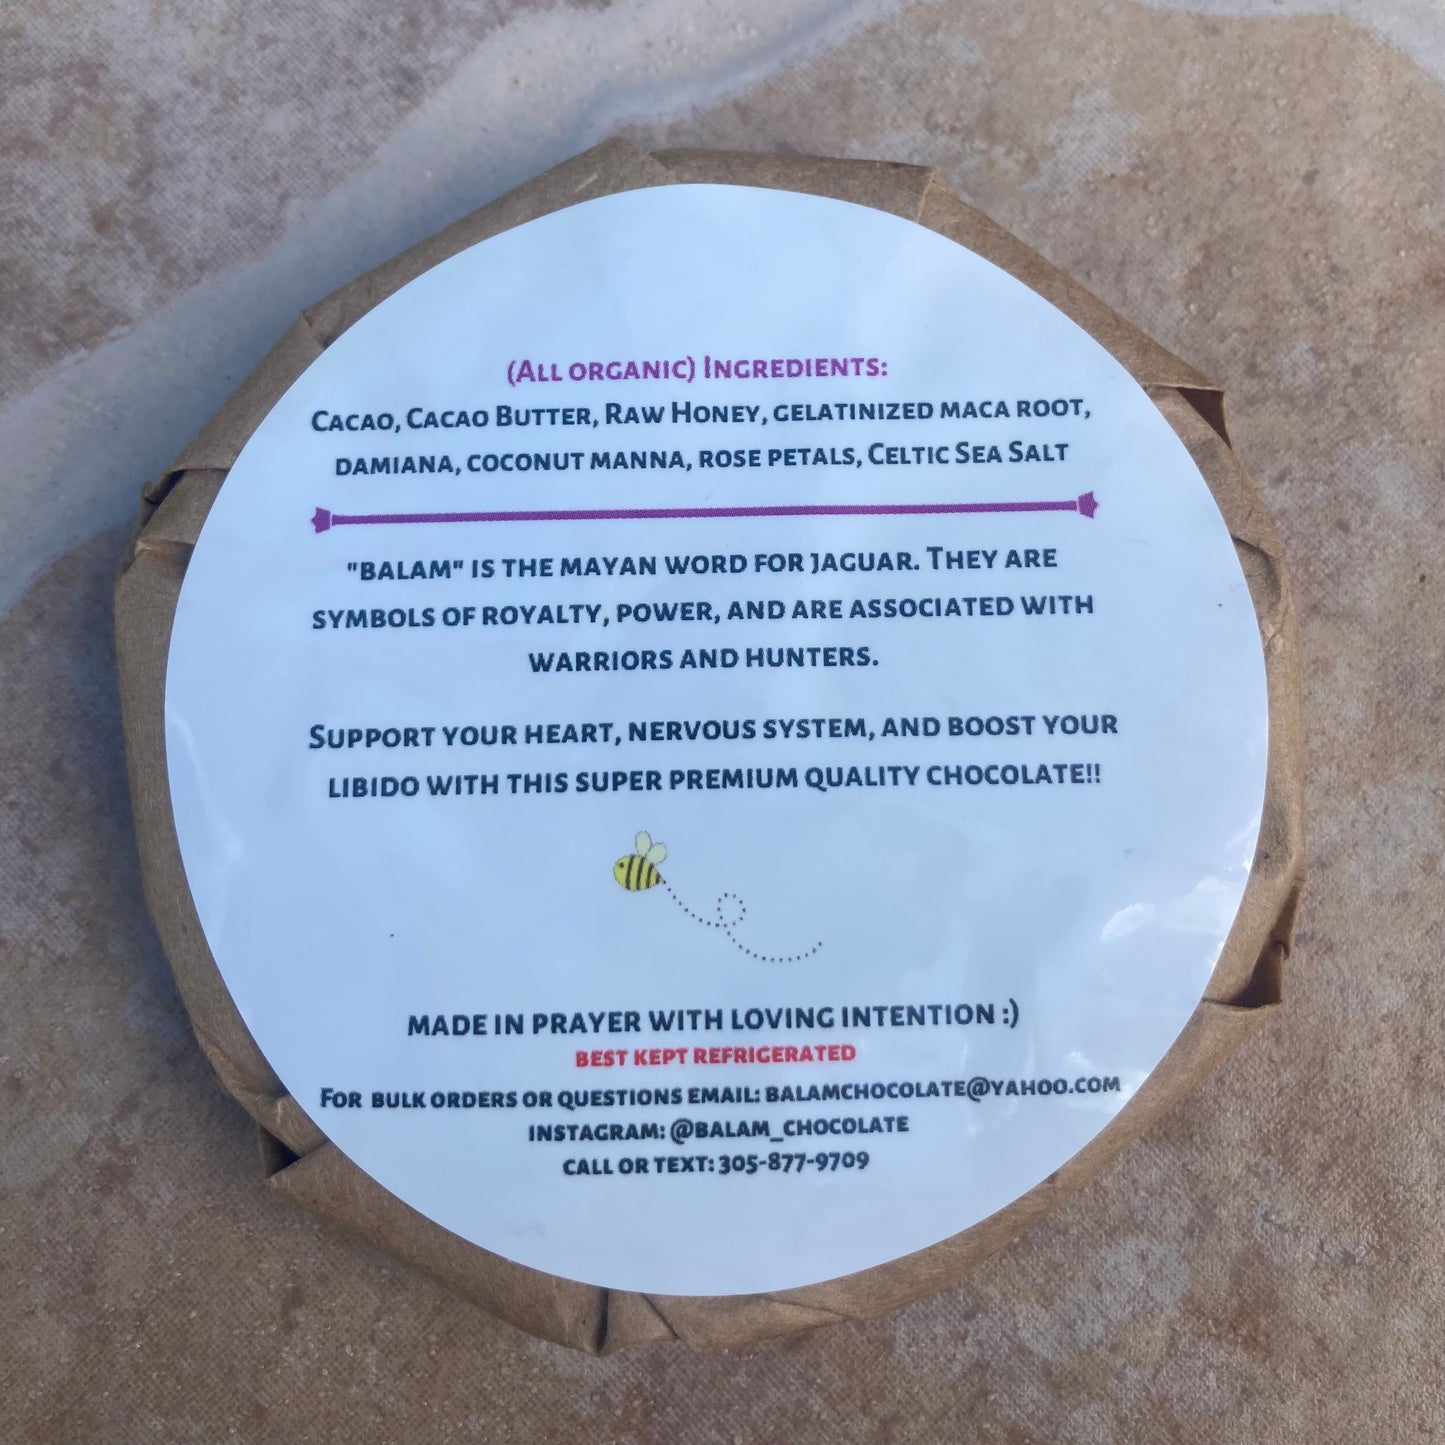 (All organic) Ingredients:
Cacao, Cacao Butter, Raw Honey, gelatinized maca root,
damiana, coconut manna, rose petals, Celtic Sea Salt
"Balam" is the Mayan word for jaguar. They are
symbols of royalty, power, and are associated with
warriors and hunters.
Support your heart, nervous system, and boost your
libido with this super premium quality chocolate!!
made in prayer with loving intention :)
best kept refrigerated
For bulk orders or questions email: balamchocolate@yahoo.com
instagram: @balam_chocolate
call or text: 305-877-9709